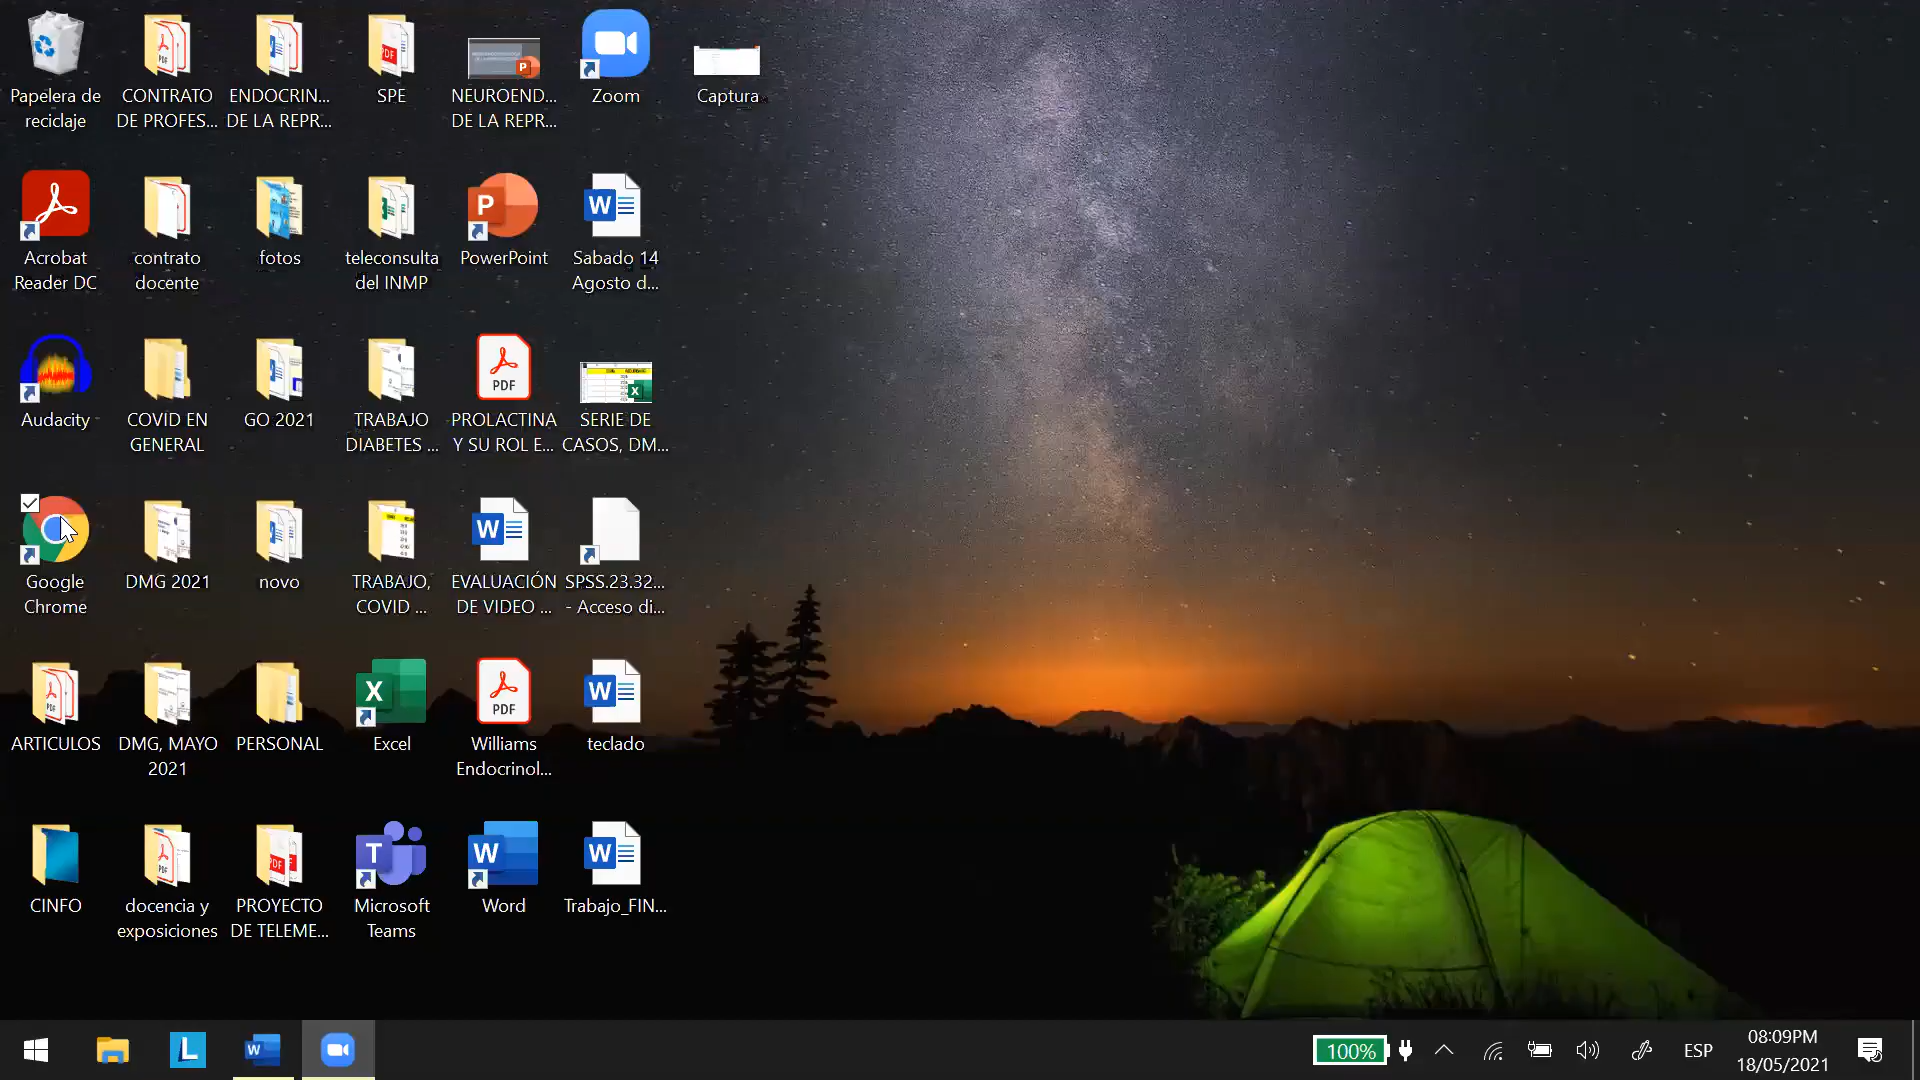 Papelera de
reciclaje
CONTRATO
DE PROFES...
ENDOCRIN...
DE LA REPR...
SPE
NEUROEND...
DE LA REPR...
Zoom
Captura
Acrobat
Reader DC
contrato
docente
fotos
teleconsulta
del INMP
PowerPoint
Sabado 14
Agosto d...
Audacity
COVID EN
GENERAL
GO 2021
TRABAJO
DIABETES ...
PROLACTINA
Y SU ROL E...
SERIE DE
CASOS, DM...
Google
Chrome
DMG 2021
novo
TRABAJO,
COVID ...
EVALUACIÓN
DE VIDEO ...
SPSS.23.32...
- Acceso di...
ARTICULOS
DMG, MAYO
2021
PERSONAL
Excel
Williams
Endocrinol...
teclado
CINFO
docencia y
exposiciones
PROYECTO
DE TELEME...
Microsoft
Teams
Word
Trabajo_FIN...
100%
ESP
08:09PM
18/05/2021